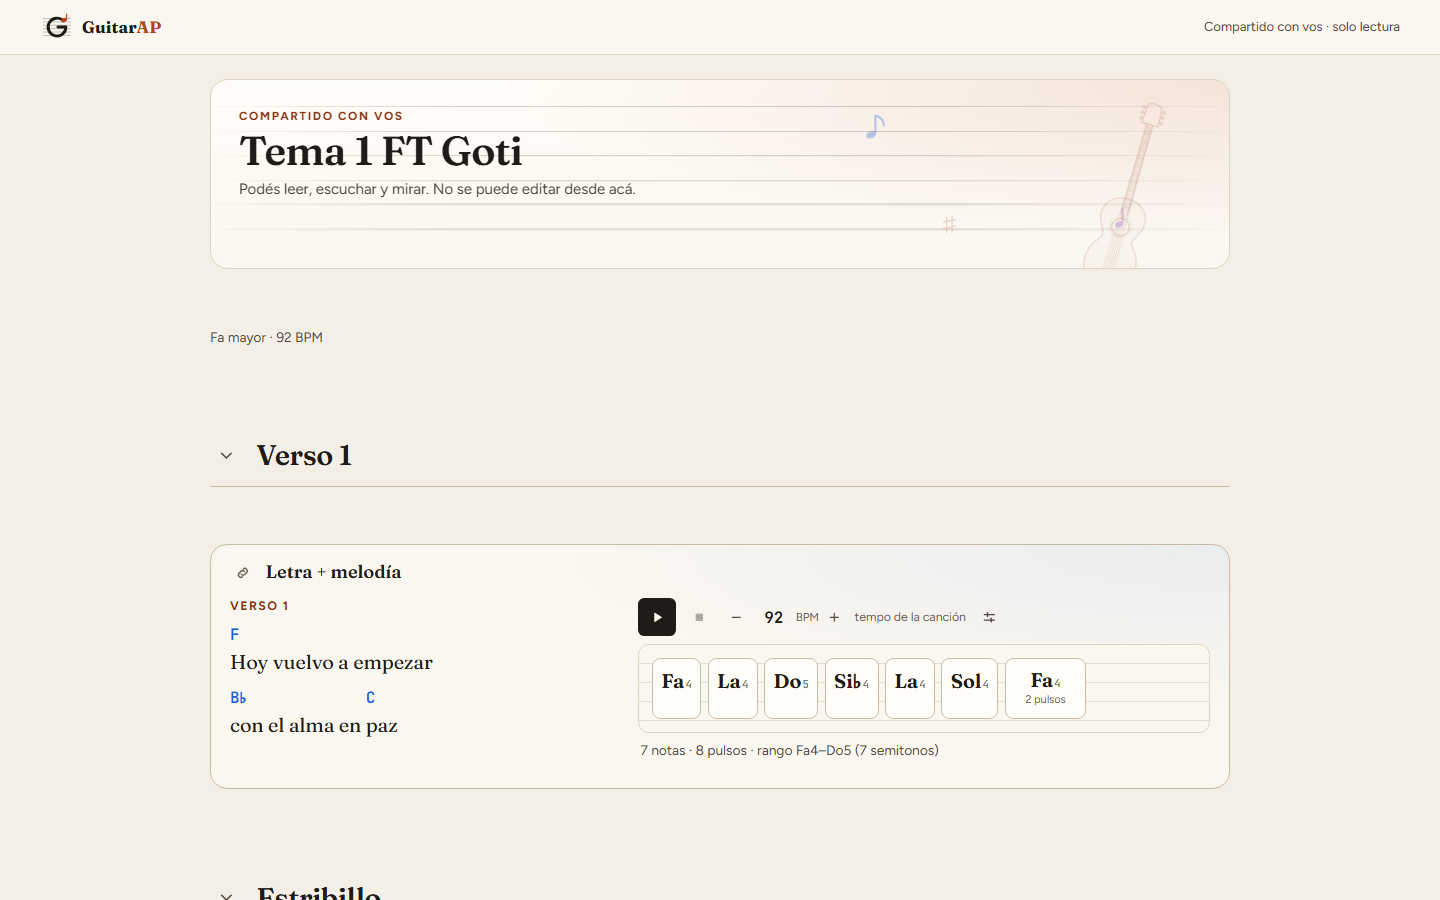 GuitarAP
Compartido con vos · solo lectura
COMPARTIDO CON VOS
Tema 1 FT Goti
Podés leer, escuchar y mirar. No se puede editar desde acá.
Fa mayor · 92 BPM
Verso 1
Letra + melodía
VERSO 1
F
Hoy vuelvo a empezar
B♭ C
con el alma en paz
− 92 BPM + tempo de la canción
Fa4 La4 Do5 Si♭4 La4 Sol4 Fa4
2 pulsos
7 notas · 8 pulsos · rango Fa4–Do5 (7 semitonos)
Estribillo